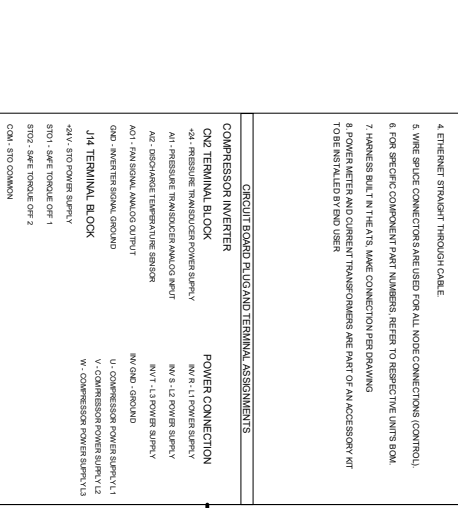 4. ETHERNET STRAIGHT THROUGH CABLE.
5. WIRE SPLICE CONNECTORS ARE USED FOR ALL NODE CONNECTIONS (CONTROL).
6. FOR SPECIFIC COMPONENT PART NUMBERS, REFER TO RESPECTIVE UNIT'S BOM.
7. HARNESS BUILT IN THE ATS, MAKE CONNECTION PER DRAWING
8. POWER METER AND CURRENT TRANSFORMERS ARE PART OF AN ACCESSORY KIT
TO BE INSTALLED BY END USER
CIRCUIT BOARD PLUG AND TERMINAL ASSIGNMENTS
COMPRESSOR INVERTER
CN2 TERMINAL BLOCK
+24 - PRESSURE TRANSDUCER POWER SUPPLY
AI1 - PRESSURE TRANSDUCER ANALOG INPUT
AI2 - DISCHARGE TEMPERATURE SENSOR
AO1 - FAN SIGNAL ANALOG OUTPUT
GND - INVERTER SIGNAL GROUND
J14 TERMINAL BLOCK
+24V - STO POWER SUPPLY
STO1 - SAFE TORQUE OFF 1
STO2 - SAFE TORQUE OFF 2
COM - STO COMMON
POWER CONNECTION
INV R - L1 POWER SUPPLY
INV S - L2 POWER SUPPLY
INV T - L3 POWER SUPPLY
INV GND - GROUND
U - COMPRESSOR POWER SUPPLY L1
V - COMPRESSOR POWER SUPPLY L2
W - COMPRESSOR POWER SUPPLY L3